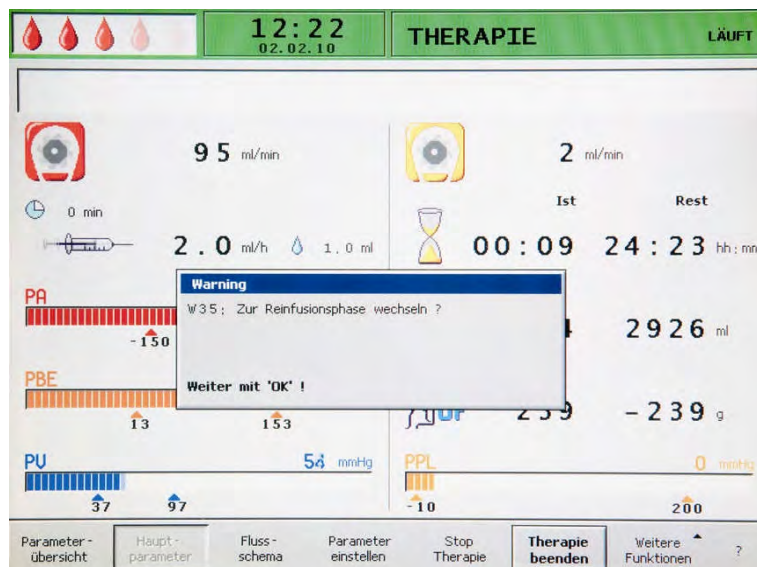 12:22
02.02.10
THERAPIE
LÄUFT
95 ml/min
2 ml/min
0 min
Ist Rest
2.0 ml/h 1.0 ml
00:09 24:23
PA
-150
Warning
W35: Zur Reinfusionsphase wechseln ?
Weiter mit 'OK' !
2926 ml
PBE
13 153
UF 239 -239 g
PV 54 mmHg
37 97
PPL 0 mmHg
-10 200
Parameter-
übersicht
Haupt-
parameter
Fluss-
schema
Parameter
einstellen
Stop
Therapie
Therapie
beenden
Weitere
Funktionen
?